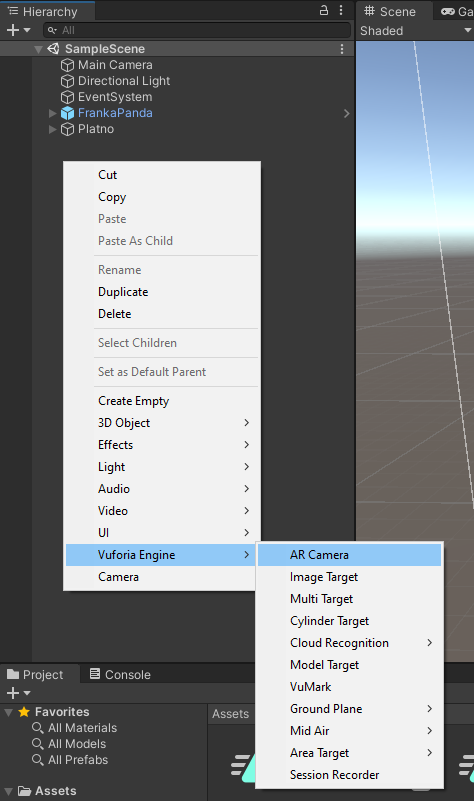 Hierarchy
Scene
Ga
All
Shaded
SampleScene
Main Camera
Directional Light
EventSystem
FrankaPanda
Platno
Cut
Copy
Paste
Paste As Child
Rename
Duplicate
Delete
Select Children
Set as Default Parent
Create Empty
3D Object
Effects
Light
Audio
Video
UI
Vuforia Engine
Camera
AR Camera
Image Target
Multi Target
Cylinder Target
Cloud Recognition
Model Target
VuMark
Ground Plane
Mid Air
Area Target
Session Recorder
Project
Console
Favorites
All Materials
All Models
All Prefabs
Assets
Assets